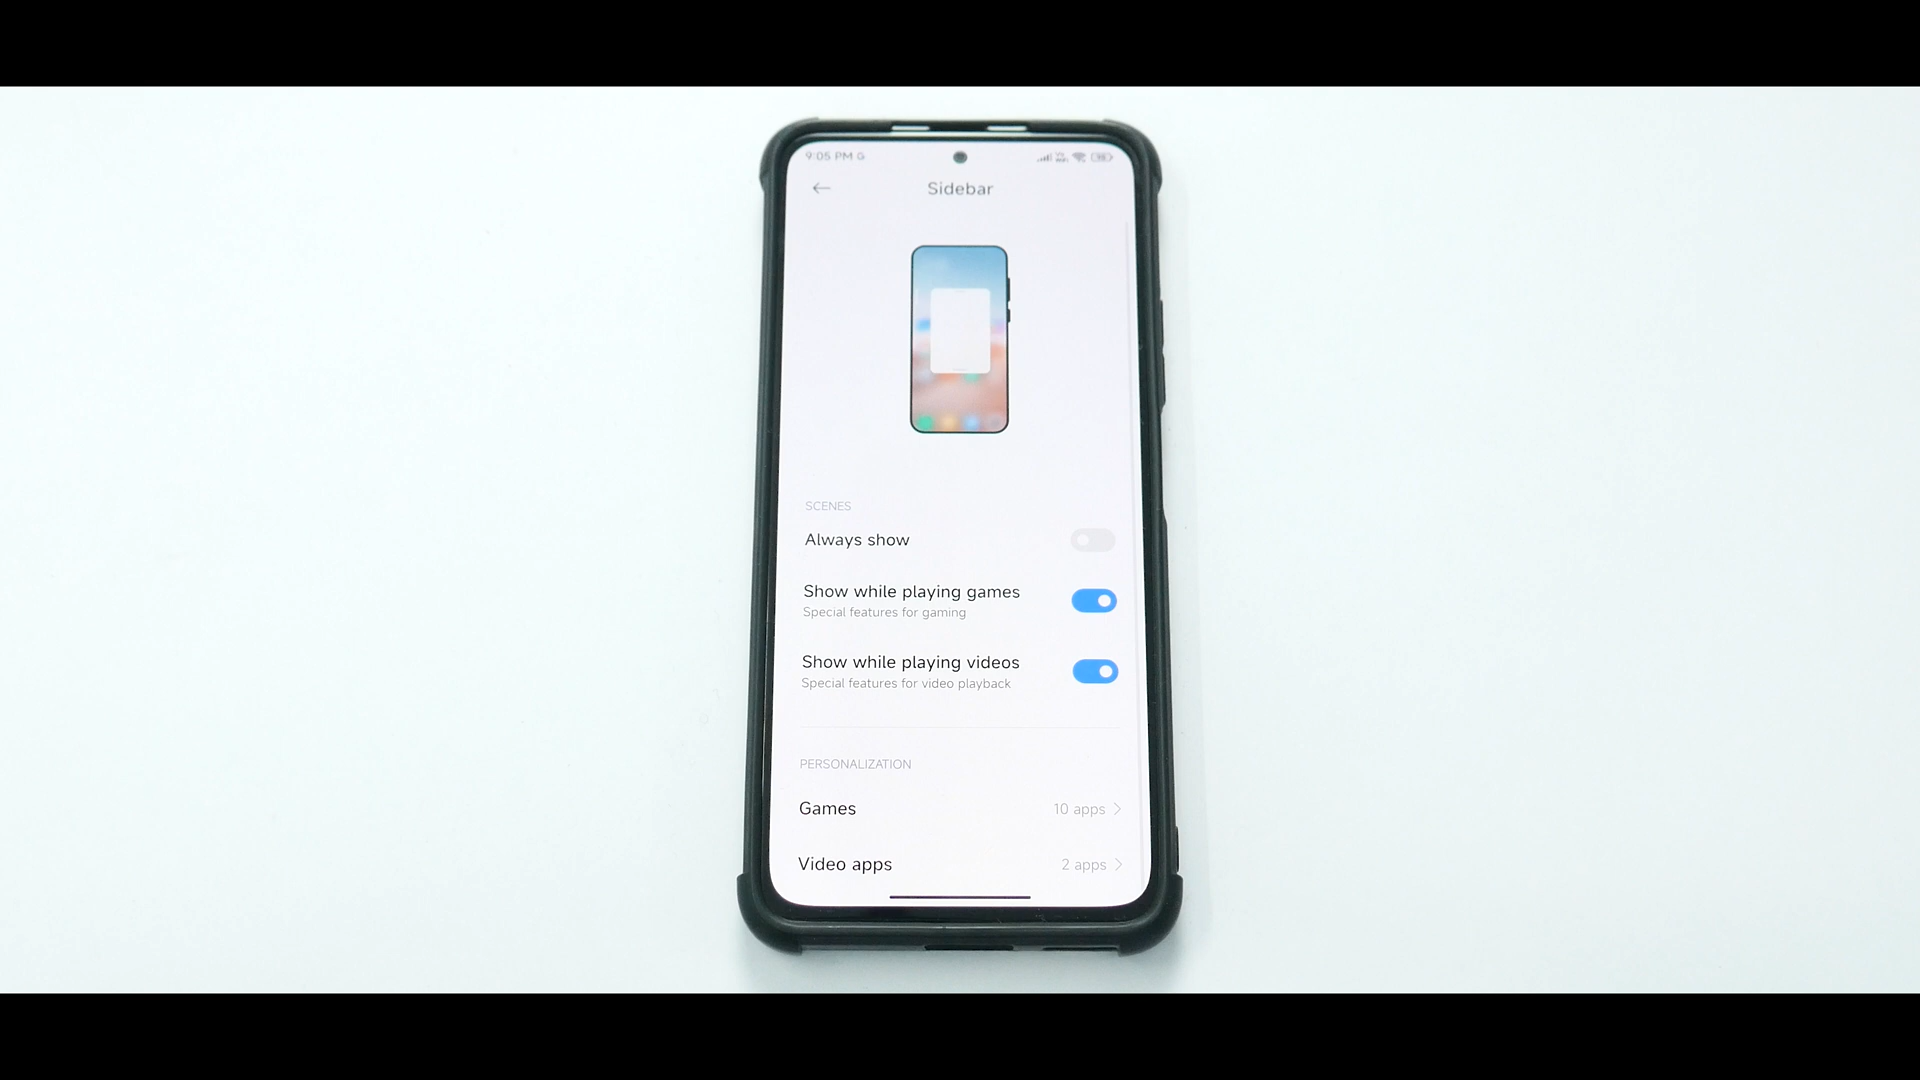 9:05 PM
Sidebar
SCENES
Always show
Show while playing games
Special features for gaming
Show while playing videos
Special features for video playback
PERSONALIZATION
Games 10 apps
Video apps 2 apps